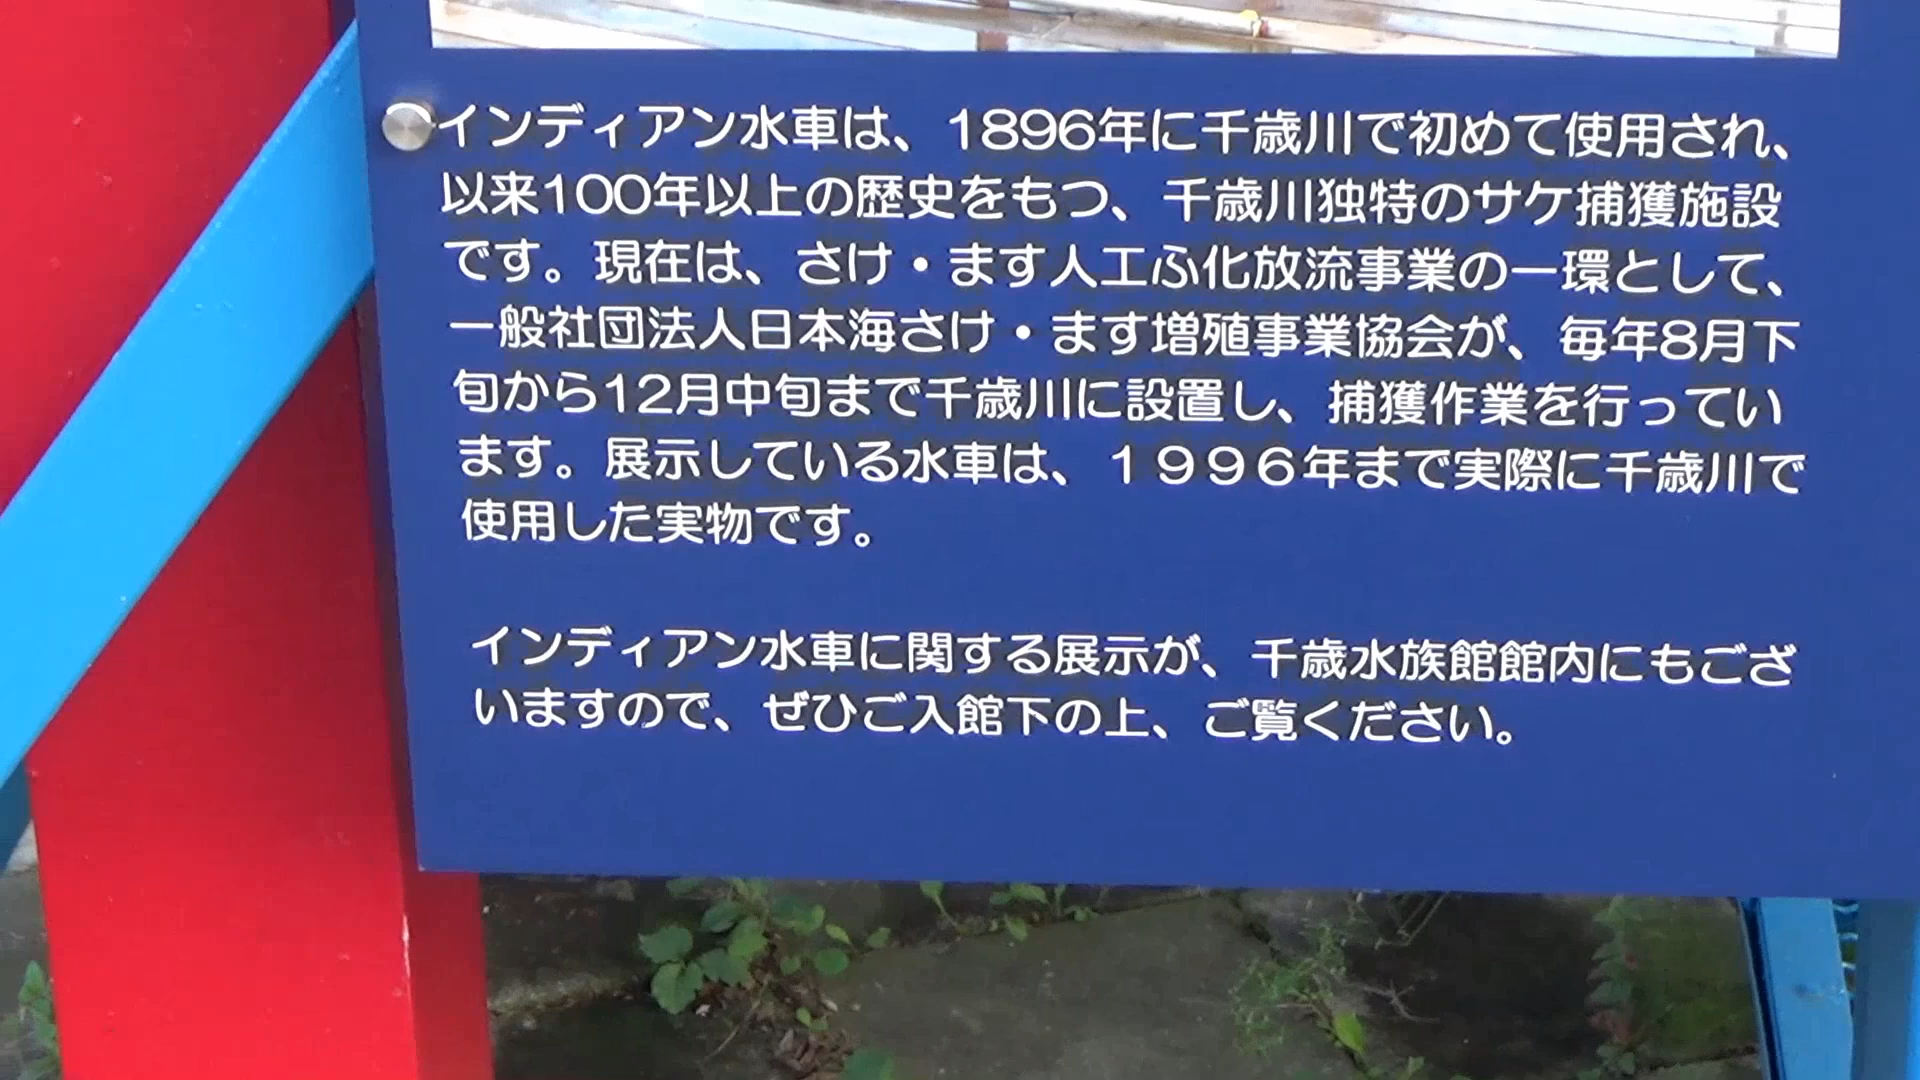 インディアン水車は、1896年に千歳川で初めて使用され、
以来100年以上の歴史をもつ、千歳川独特のサケ捕獲施設
です。現在は、さけ・ます人工ふ化放流事業の一環として、
一般社団法人日本海さけ・ます増殖事業協会が、毎年8月下
旬から12月中旬まで千歳川に設置し、捕獲作業を行ってい
ます。展示している水車は、１９９６年まで実際に千歳川で
使用した実物です。
インディアン水車に関する展示が、千歳水族館館内にもござ
いますので、ぜひご入館下の上、ご覧ください。